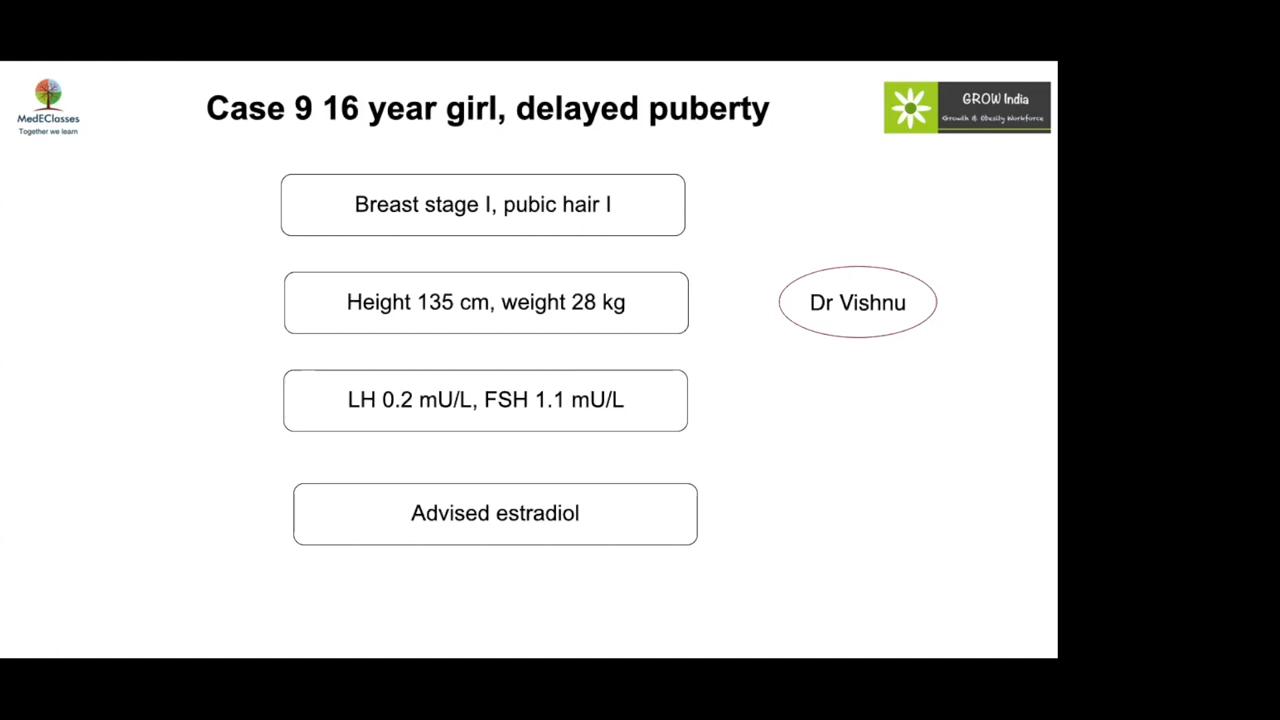 MedEClasses
Together we learn
Case 9 16 year girl, delayed puberty
GROW India
Growth & Obesity Workforce
Breast stage I, pubic hair I
Height 135 cm, weight 28 kg
Dr Vishnu
LH 0.2 mU/L, FSH 1.1 mU/L
Advised estradiol